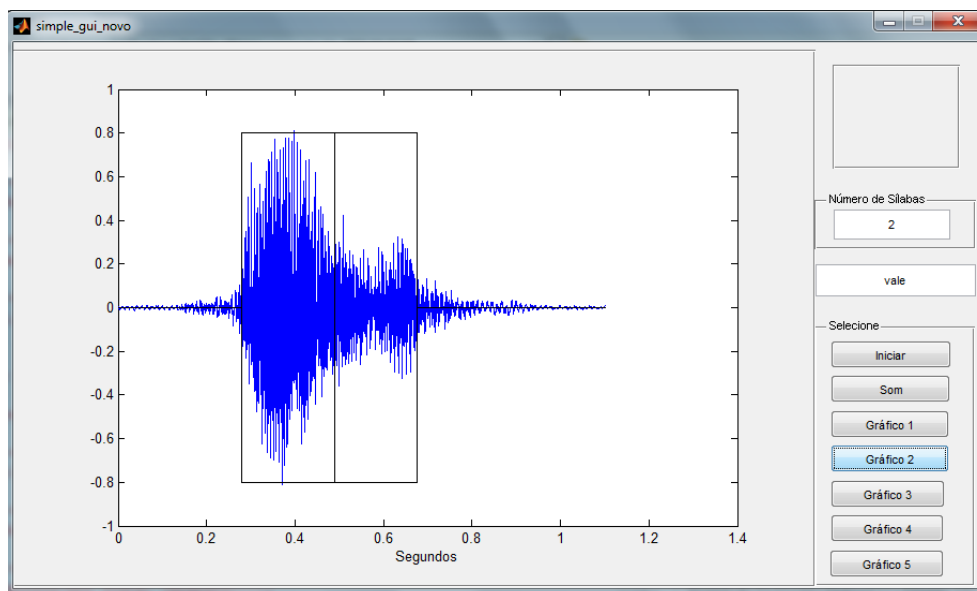 simple_gui_novo
1
0.8
0.6
0.4
0.2
0
-0.2
-0.4
-0.6
-0.8
-1
0 0.2 0.4 0.6 0.8 1 1.2 1.4
Segundos
Número de Sílabas
2
vale
Selecione
Iniciar
Som
Gráfico 1
Gráfico 2
Gráfico 3
Gráfico 4
Gráfico 5